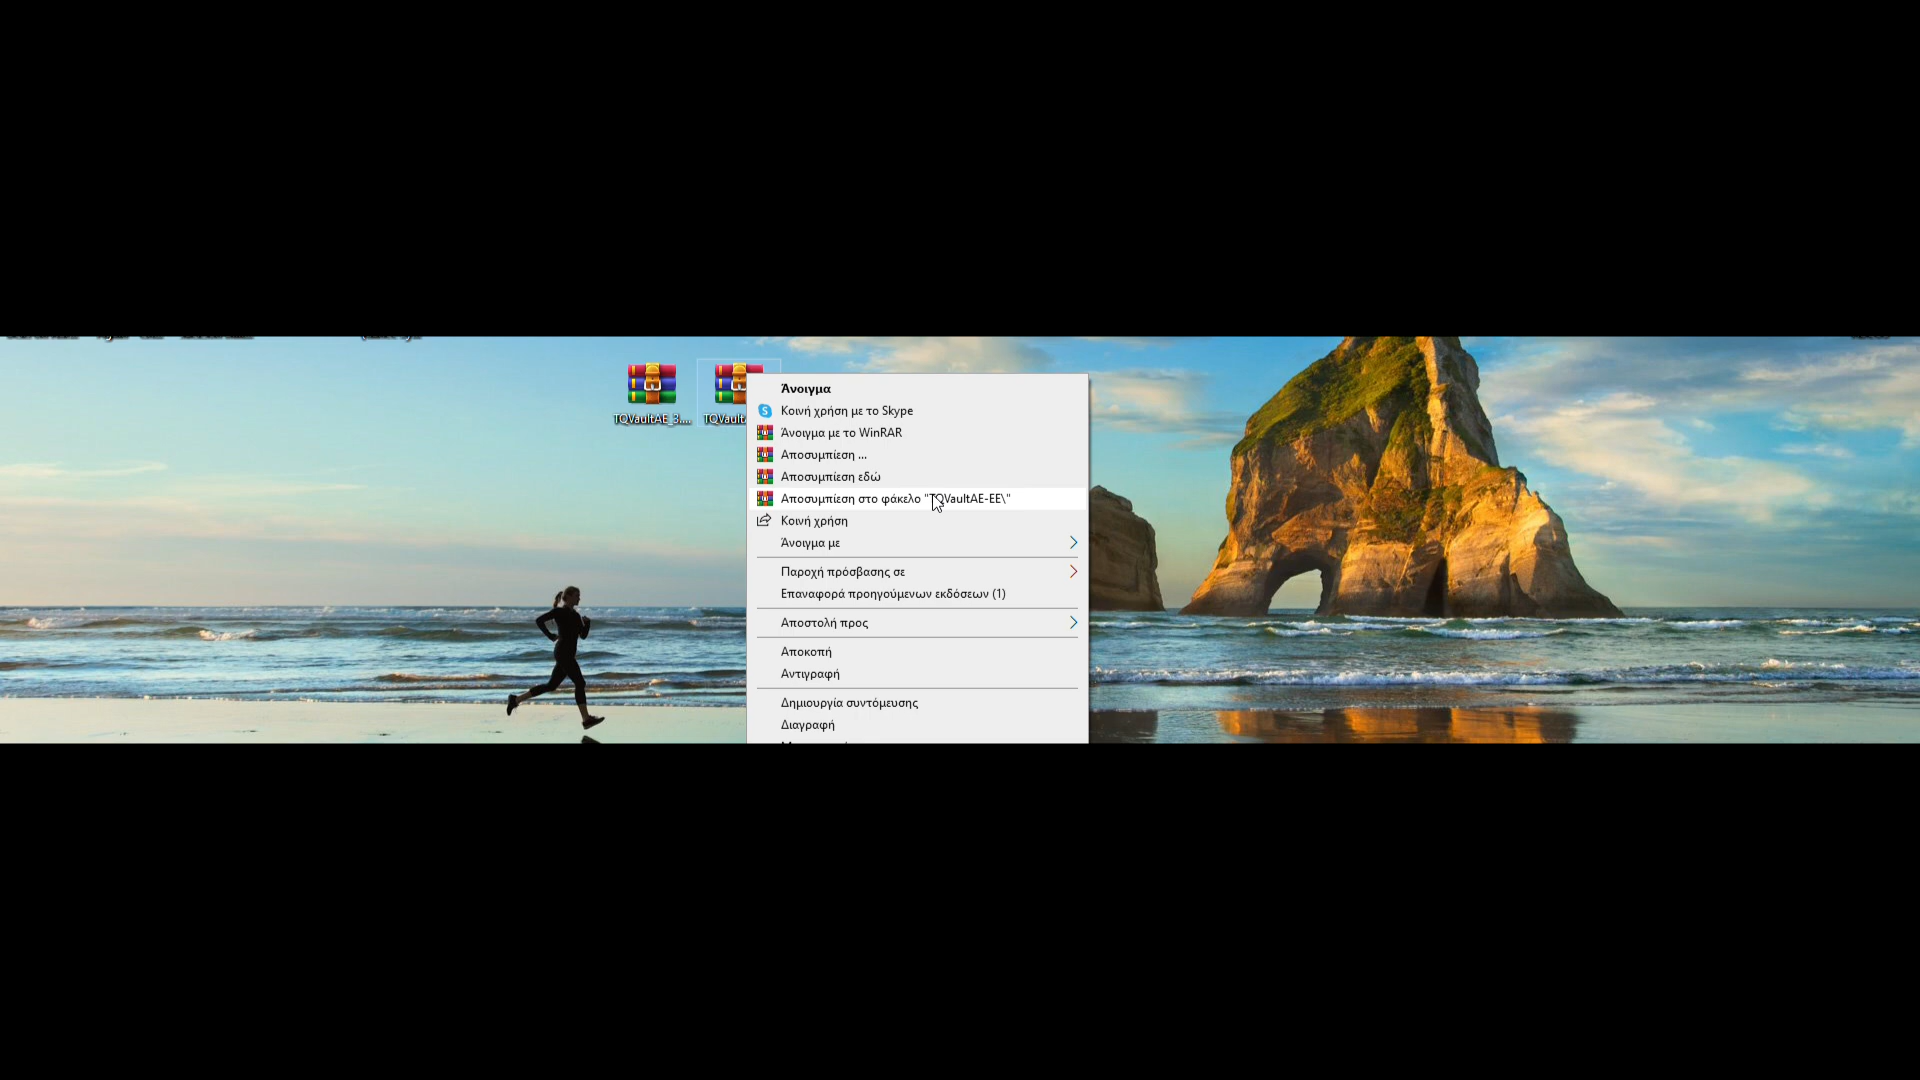 TQVaultAE_3....
TQVault
Άνοιγμα
Κοινή χρήση με το Skype
Άνοιγμα με το WinRAR
Αποσυμπίεση ...
Αποσυμπίεση εδώ
Αποσυμπίεση στο φάκελο "TQVaultAE-EE\"
Κοινή χρήση
Άνοιγμα με
Παροχή πρόσβασης σε
Επαναφορά προηγούμενων εκδόσεων (1)
Αποστολή προς
Αποκοπή
Αντιγραφή
Δημιουργία συντόμευσης
Διαγραφή